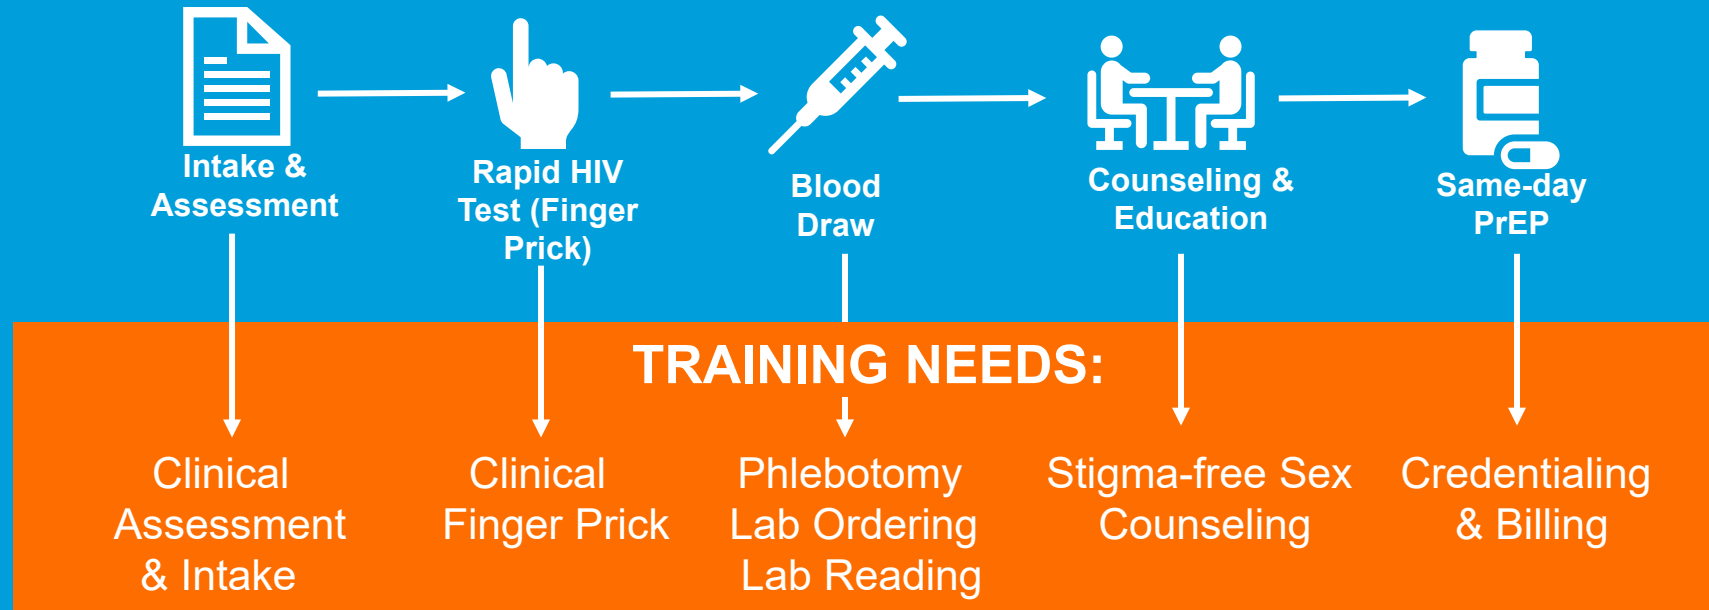 Intake &
Assessment
Rapid HIV
Test (Finger
Prick)
Blood
Draw
Counseling &
Education
Same-day
PrEP
TRAINING NEEDS:
Clinical
Assessment
& Intake
Clinical
Finger Prick
Phlebotomy
Lab Ordering
Lab Reading
Stigma-free Sex
Counseling
Credentialing
& Billing